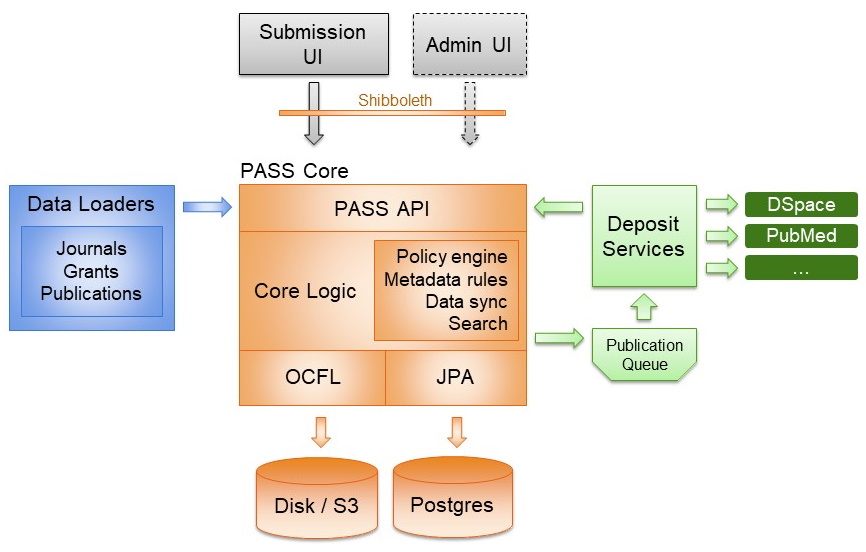 Submission
UI
Admin UI
Shibboleth
PASS Core
Data Loaders
Journals
Grants
Publications
PASS API
Core Logic
Policy engine
Metadata rules
Data sync
Search
OCFL
JPA
Disk / S3
Postgres
Deposit
Services
Publication
Queue
DSpace
PubMed
...